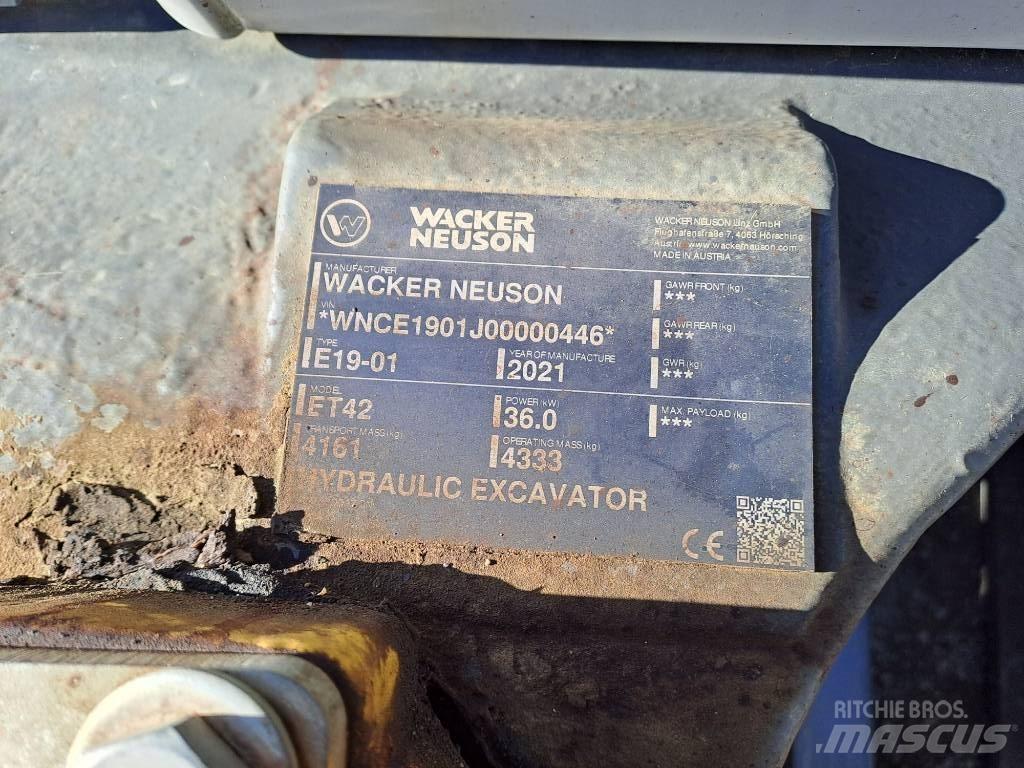 WACKER
NEUSON
WACKER NEUSON Linz GmbH
Flughafenstraße 7, 4063 Hörsching
Austria www.wackerneuson.com
MADE IN AUSTRIA
MANUFACTURER
WACKER NEUSON
GAWR FRONT (kg)
***
VIN
*WNCE1901J00000446*
GAWR REAR (kg)
***
TYPE
E19-01
YEAR OF MANUFACTURE
2021
GWR (kg)
***
MODEL
ET42
POWER (kW)
36.0
MAX. PAYLOAD (kg)
***
TRANSPORT MASS (kg)
4161
OPERATING MASS (kg)
4333
HYDRAULIC EXCAVATOR
CE
RITCHIE BROS.
MASCUS